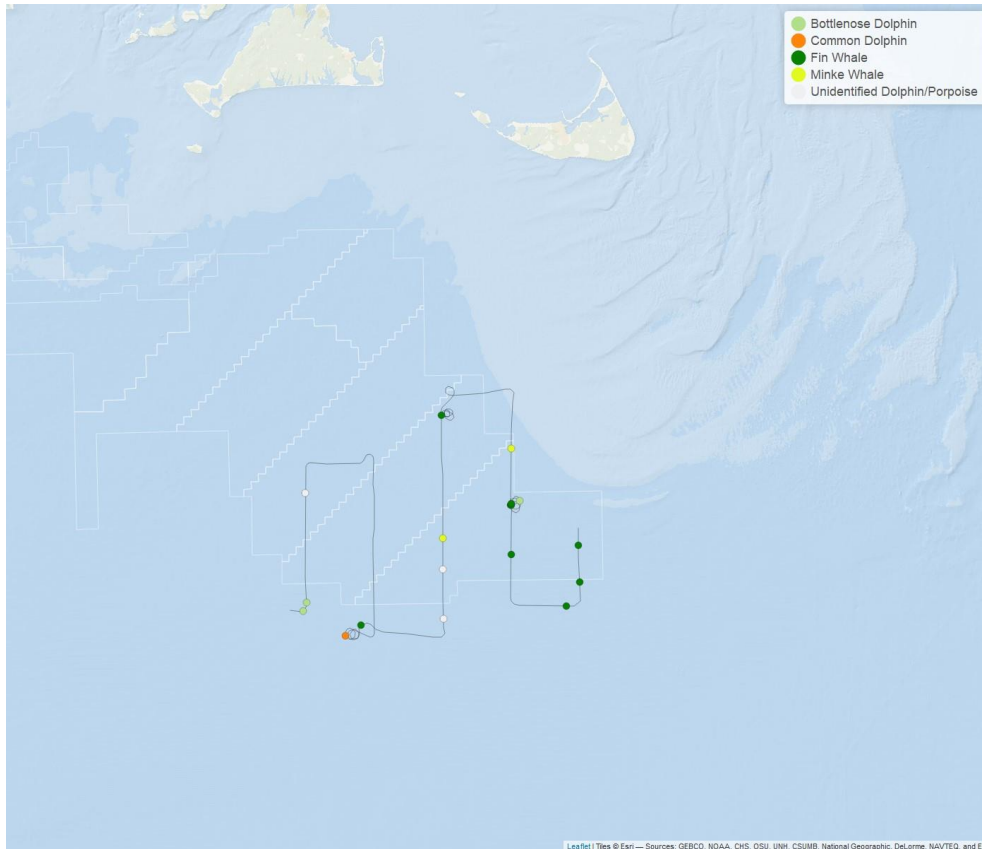 Bottlenose Dolphin
Common Dolphin
Fin Whale
Minke Whale
Unidentified Dolphin/Porpoise
Leaflet | Tiles © Esri — Sources: GEBCO, NOAA, CHS, OSU, UNH, CSUMB, National Geographic, DeLorme, NAVTEQ, and E